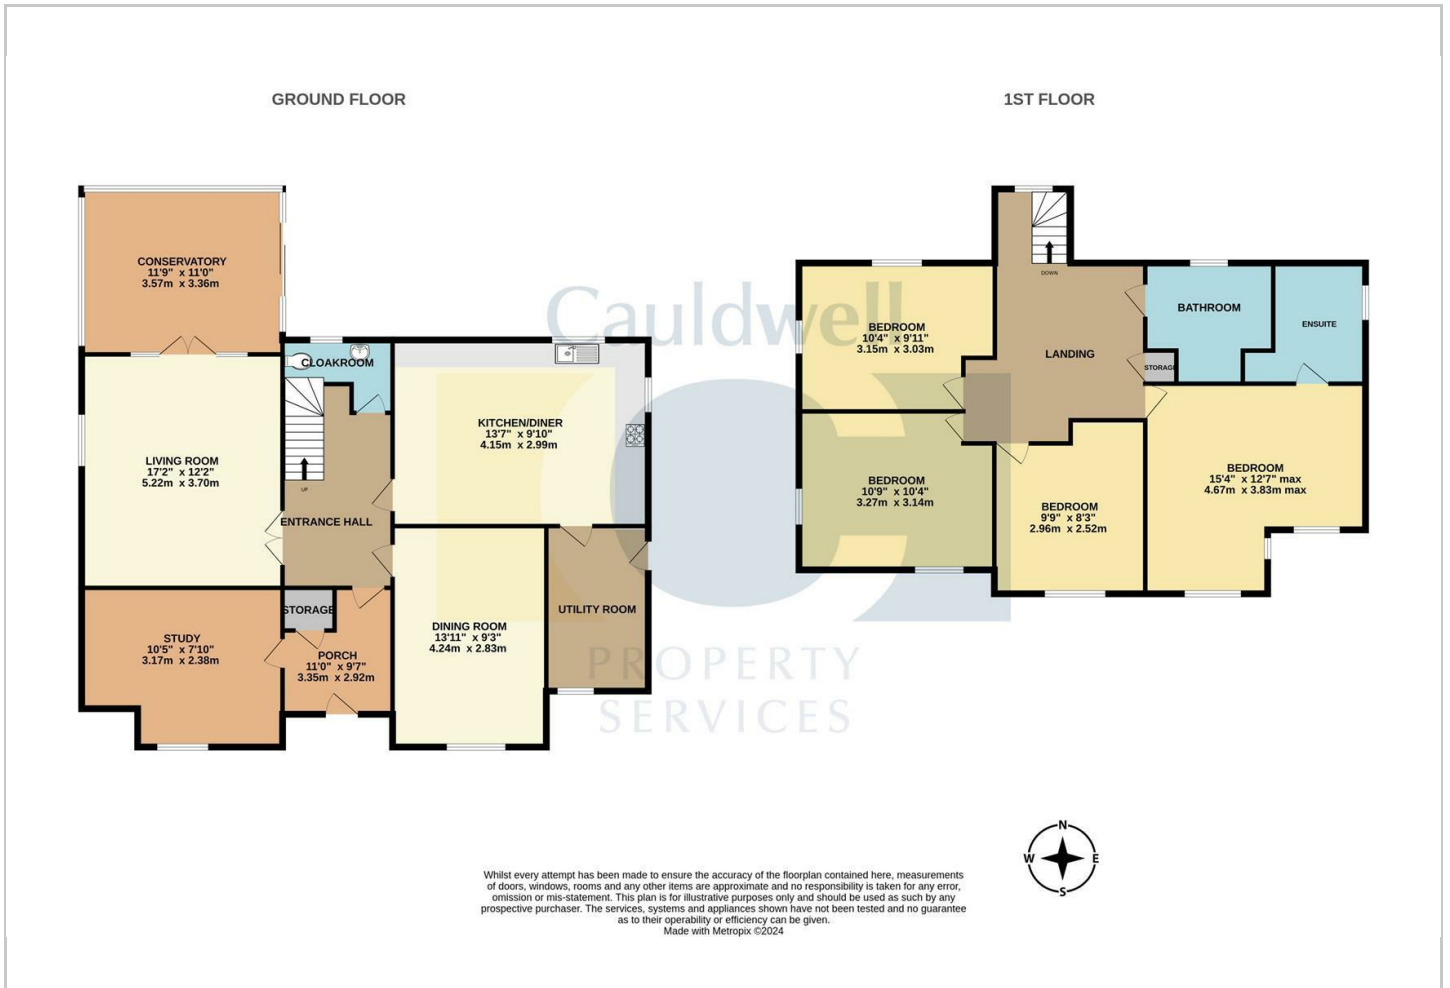 GROUND FLOOR
1ST FLOOR
CONSERVATORY
11'9" x 11'0"
3.57m x 3.36m
CLOAKROOM
KITCHEN/DINER
13'7" x 9'10"
4.15m x 2.99m
LIVING ROOM
17'2" x 12'2"
5.22m x 3.70m
UP
ENTRANCE HALL
STORAGE
STUDY
10'5" x 7'10"
3.17m x 2.38m
PORCH
11'0" x 9'7"
3.35m x 2.92m
DINING ROOM
13'11" x 9'3"
4.24m x 2.83m
UTILITY ROOM
DOWN
BEDROOM
10'4" x 9'11"
3.15m x 3.03m
LANDING
BATHROOM
ENSUITE
STORAGE
BEDROOM
10'9" x 10'4"
3.27m x 3.14m
BEDROOM
9'9" x 8'3"
2.96m x 2.52m
BEDROOM
15'4" x 12'7" max
4.67m x 3.83m max
Cauldwell
PROPERTY
SERVICES
N
W E
S
Whilst every attempt has been made to ensure the accuracy of the floorplan contained here, measurements
of doors, windows, rooms and any other items are approximate and no responsibility is taken for any error,
omission or mis-statement. This plan is for illustrative purposes only and should be used as such by any
prospective purchaser. The services, systems and appliances shown have not been tested and no guarantee
as to their operability or efficiency can be given.
Made with Metropix ©2024